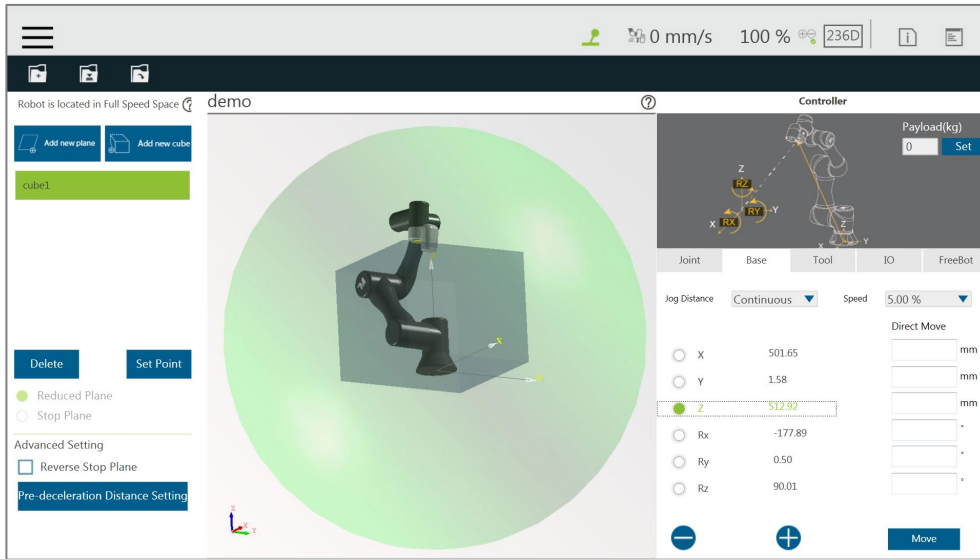 0 mm/s 100 % 236D
Robot is located in Full Speed Space
demo
Controller
Add new plane
Add new cube
cube1
Payload(kg)
0 Set
Z
RZ
RY Y
X RX
Z
X Y
Joint Base Tool IO FreeBot
Jog Distance Continuous Speed 5.00 %
Direct Move
X 501.65 mm
Y 1.58 mm
Z 512.92 mm
Rx -177.89 °
Ry 0.50 °
Rz 90.01 °
Move
Delete Set Point
Reduced Plane
Stop Plane
Advanced Setting
Reverse Stop Plane
Pre-deceleration Distance Setting
X
Z
X Y